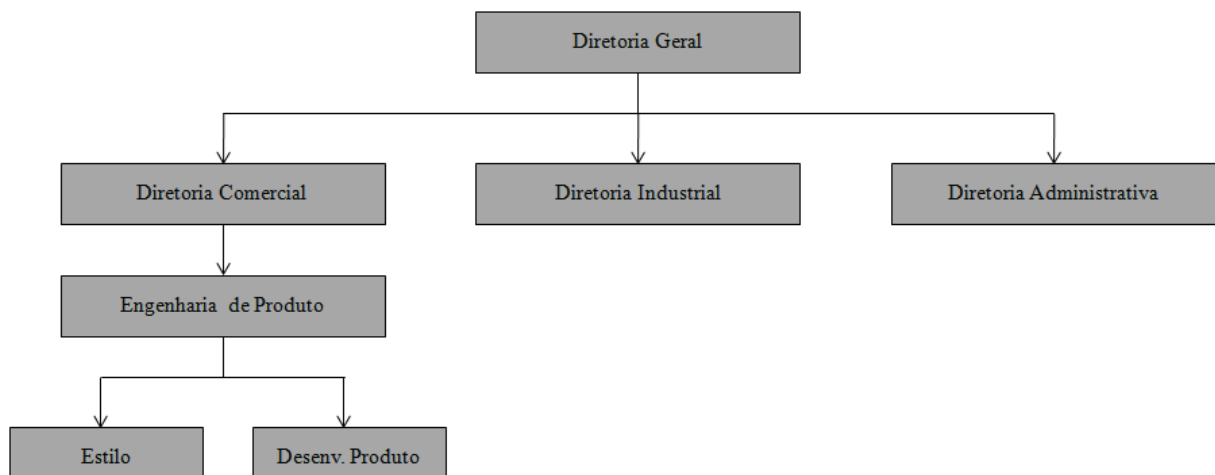 Diretoria Geral
Diretoria Comercial
Diretoria Industrial
Diretoria Administrativa
Engenharia de Produto
Estilo
Desenv. Produto